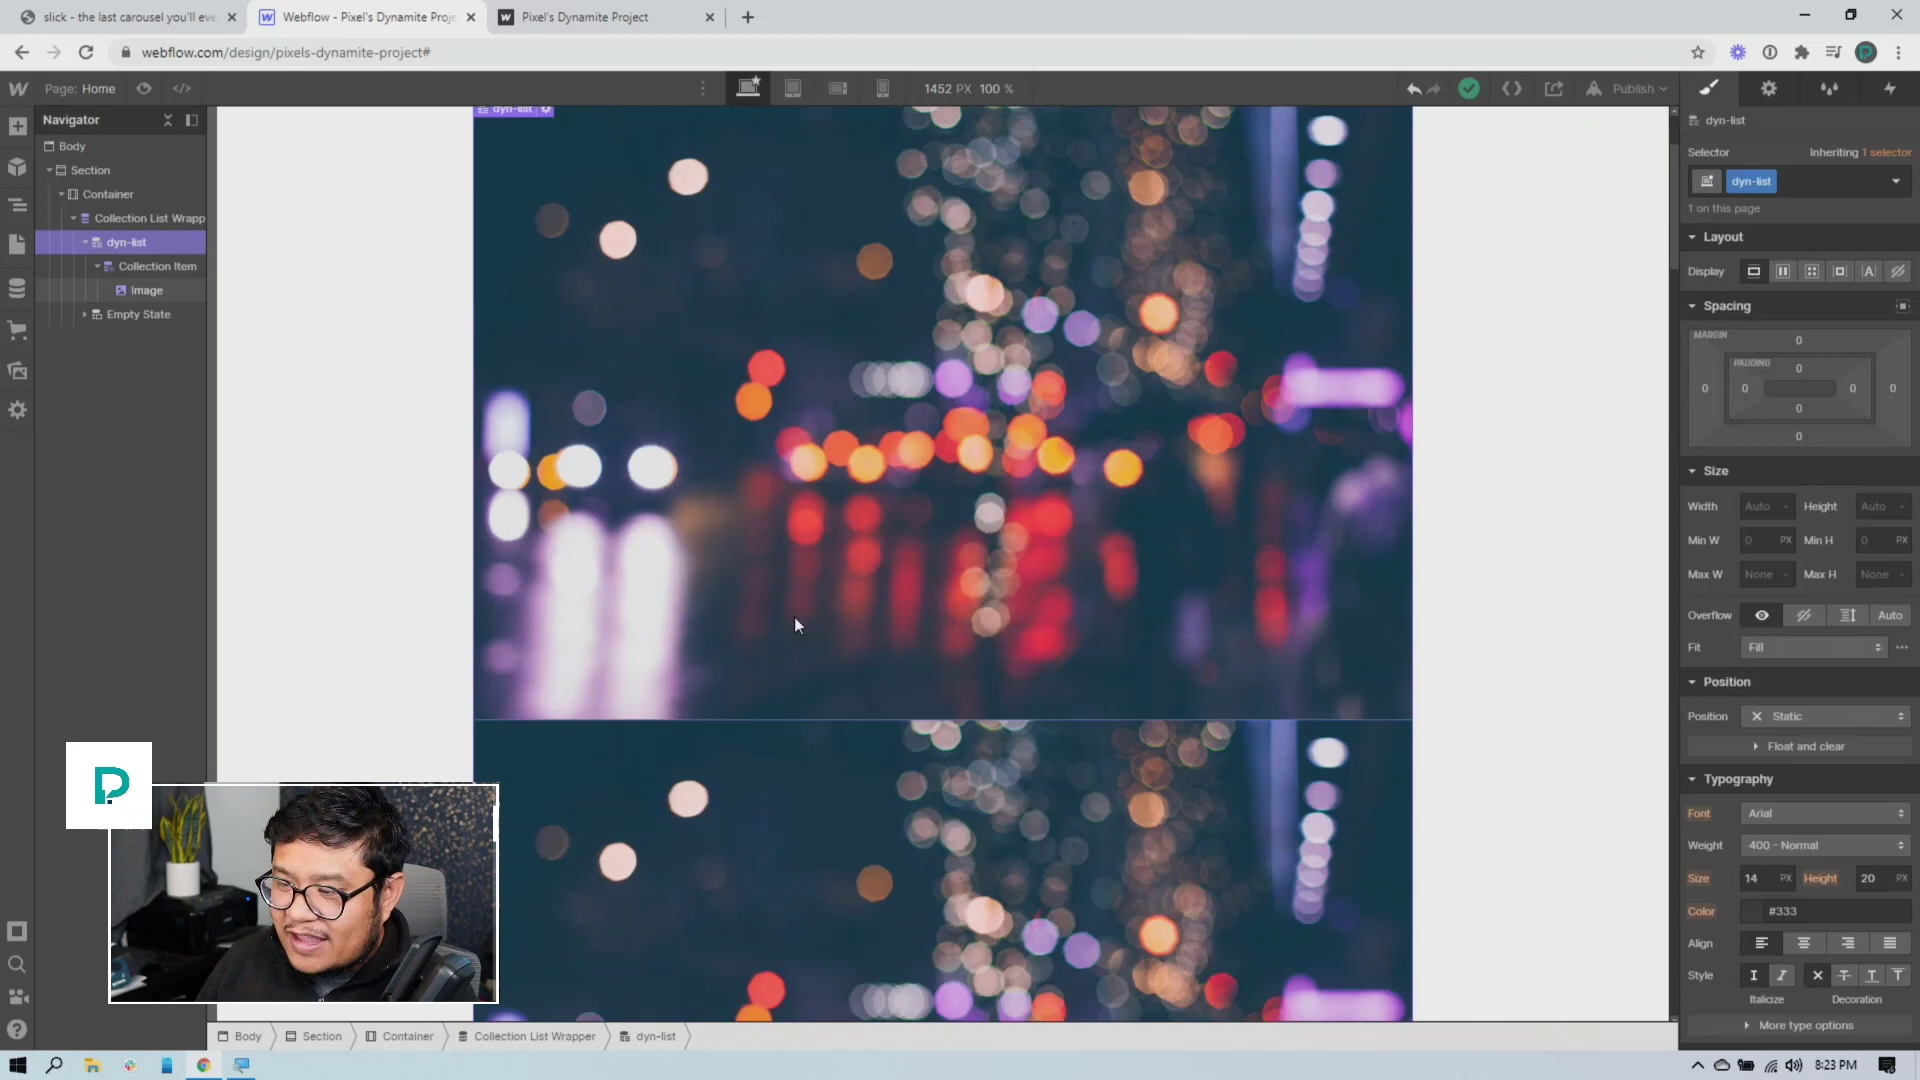 slick - the last carousel you'll eve
Webflow - Pixel's Dynamite Proje
Pixel's Dynamite Project
webflow.com/design/pixels-dynamite-project#
Page: Home
1452 PX 100 %
Publish
Navigator
Body
Section
Container
Collection List Wrapp
dyn-list
Collection Item
Image
Empty State
dyn-list
dyn-list
Selector
Inheriting 1 selector
dyn-list
1 on this page
Layout
Display
Spacing
MARGIN
0
PADDING
0
0 0 0 0
0
0
Size
Width Auto - Height Auto -
Min W 0 PX Min H 0 PX
Max W None - Max H None -
Overflow Auto
Fit Fill
Position
Position Static
Float and clear
Typography
Font Arial
Weight 400 - Normal
Size 14 PX Height 20 PX
Color #333
Align
Style
Italicize Decoration
More type options
Body Section Container Collection List Wrapper dyn-list
8:23 PM